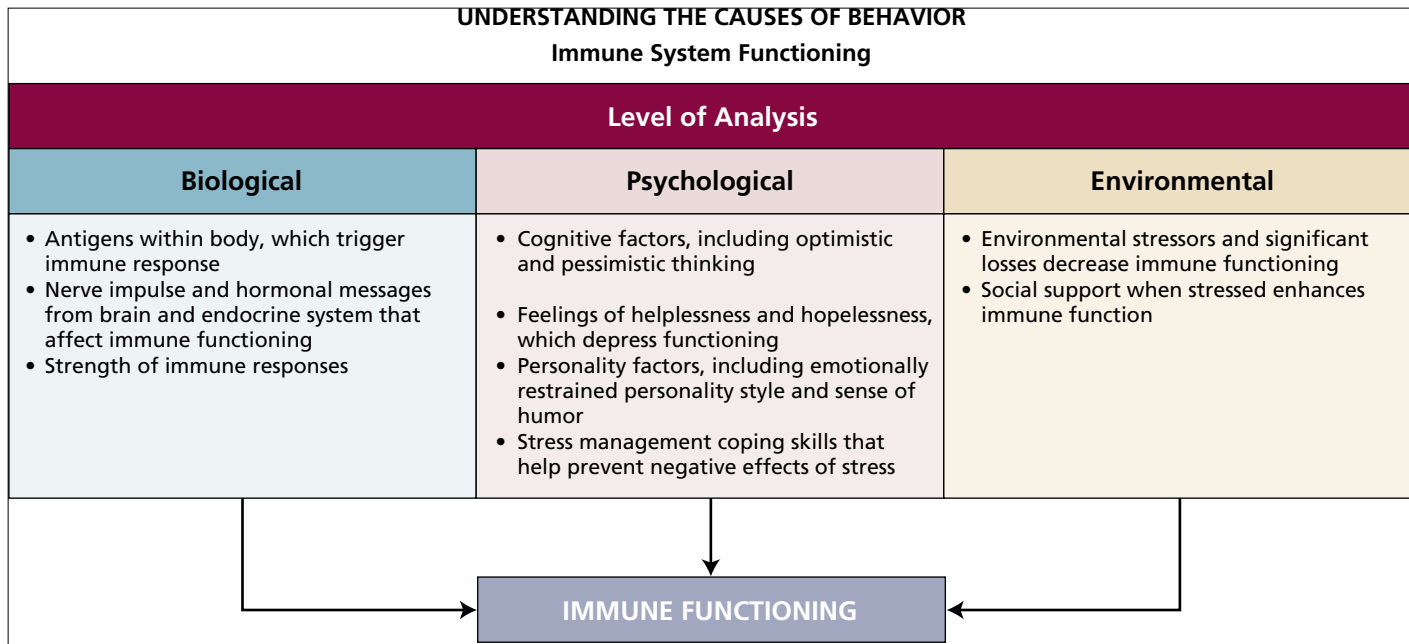 UNDERSTANDING THE CAUSES OF BEHAVIOR
Immune System Functioning
Level of Analysis
Biological
• Antigens within body, which trigger
immune response
• Nerve impulse and hormonal messages
from brain and endocrine system that
affect immune functioning
• Strength of immune responses
Psychological
• Cognitive factors, including optimistic
and pessimistic thinking
• Feelings of helplessness and hopelessness,
which depress functioning
• Personality factors, including emotionally
restrained personality style and sense of
humor
• Stress management coping skills that
help prevent negative effects of stress
Environmental
• Environmental stressors and significant
losses decrease immune functioning
• Social support when stressed enhances
immune function
IMMUNE FUNCTIONING